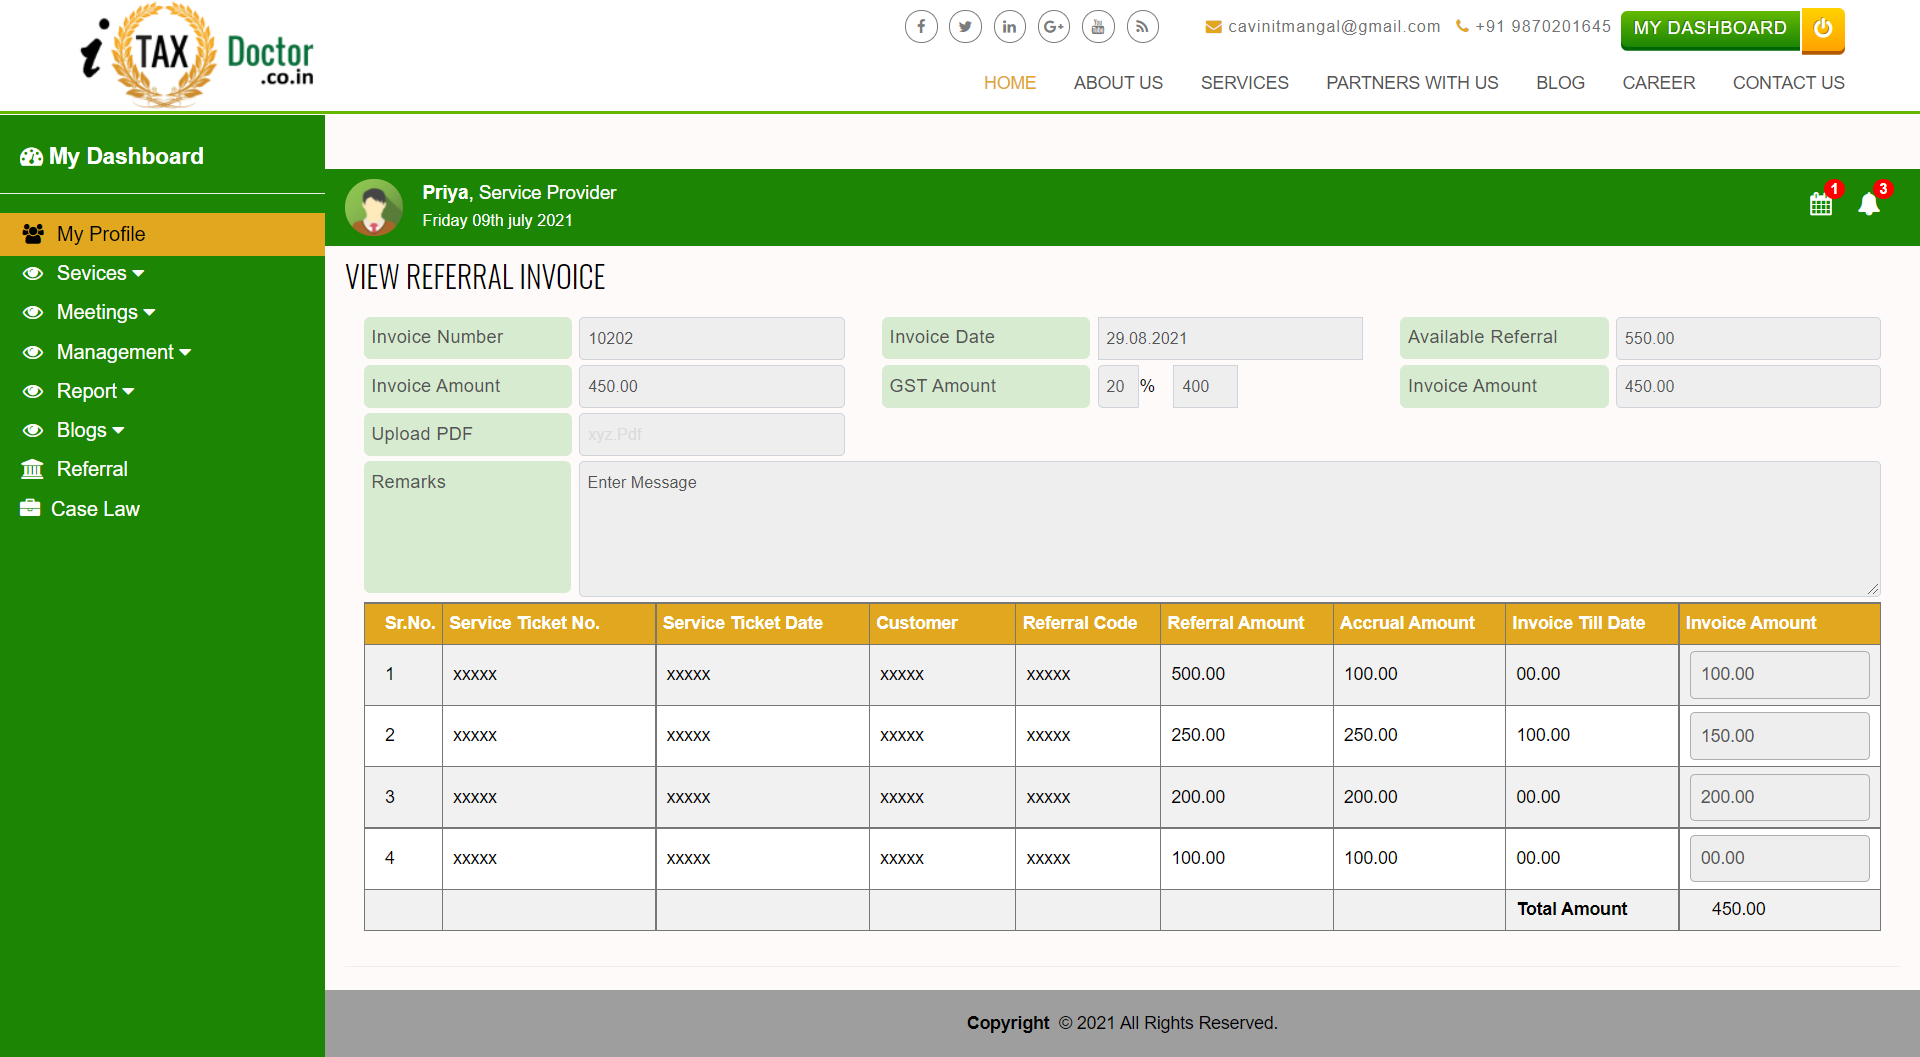 i TAX Doctor .co.in
cavinitmangal@gmail.com +91 9870201645 MY DASHBOARD
HOME ABOUT US SERVICES PARTNERS WITH US BLOG CAREER CONTACT US
My Dashboard
My Profile
Sevices
Meetings
Management
Report
Blogs
Referral
Case Law
Priya, Service Provider
Friday 09th july 2021
1 3
VIEW REFERRAL INVOICE
Invoice Number 10202 Invoice Date 29.08.2021 Available Referral 550.00
Invoice Amount 450.00 GST Amount 20 % 400 Invoice Amount 450.00
Upload PDF xyz.Pdf
Remarks Enter Message
Sr.No. Service Ticket No. Service Ticket Date Customer Referral Code Referral Amount Accrual Amount Invoice Till Date Invoice Amount
1 xxxxx xxxxx xxxxx xxxxx 500.00 100.00 00.00 100.00
2 xxxxx xxxxx xxxxx xxxxx 250.00 250.00 100.00 150.00
3 xxxxx xxxxx xxxxx xxxxx 200.00 200.00 00.00 200.00
4 xxxxx xxxxx xxxxx xxxxx 100.00 100.00 00.00 00.00
Total Amount 450.00
Copyright © 2021 All Rights Reserved.